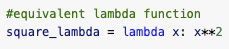 #equivalent lambda function
square_lambda = lambda x: x**2